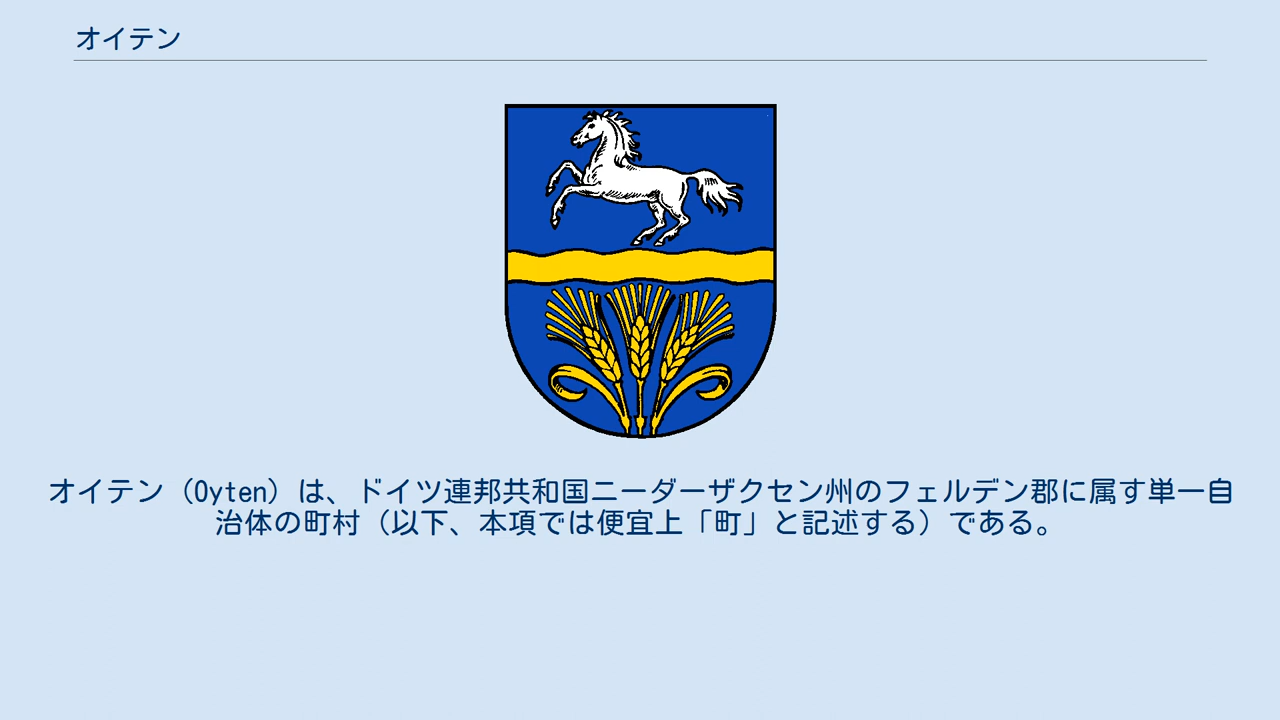 オイテン
オイテン（Oyten）は、ドイツ連邦共和国ニーダーザクセン州のフェルデン郡に属す単一自
治体の町村（以下、本項では便宜上「町」と記述する）である。